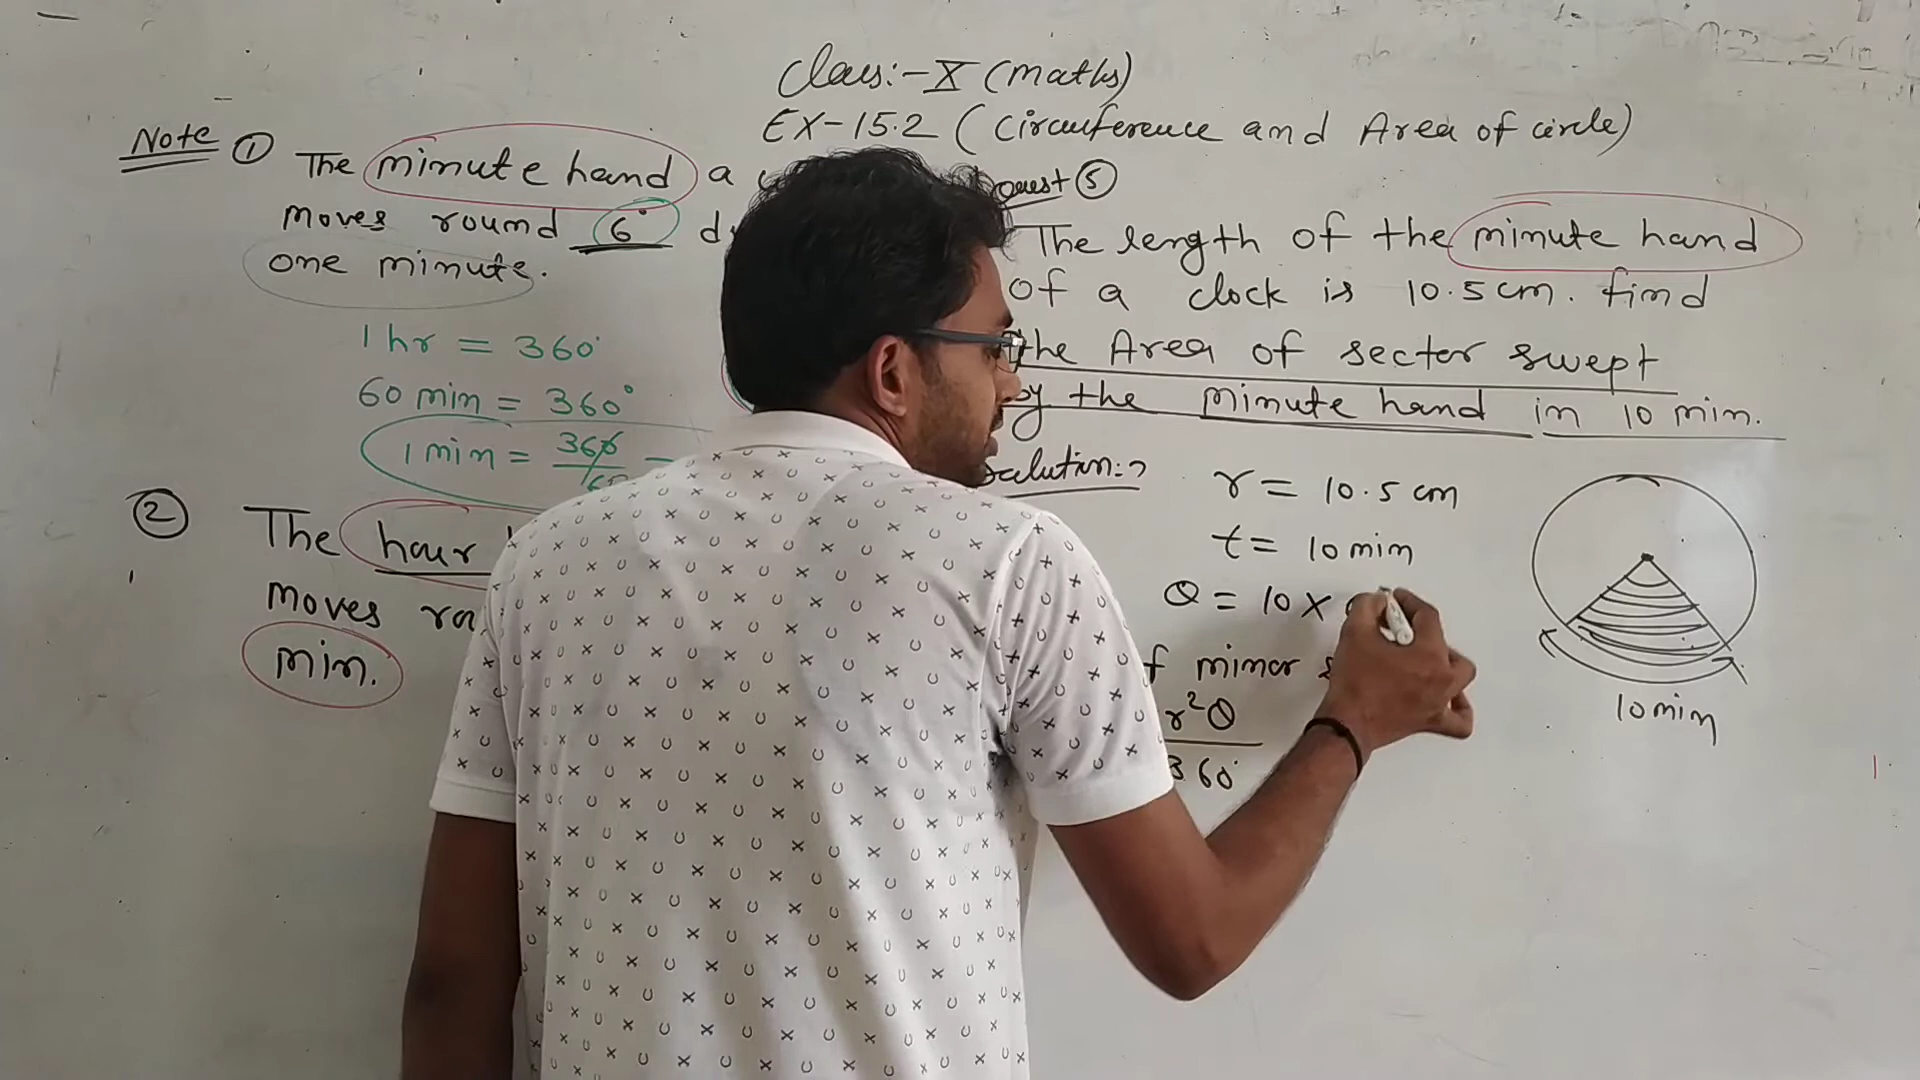 Class:- X (maths)
EX-15.2 (Circumference and Area of circle)
Note ① The minute hand a
moves round 6°
one minute.
1 hr = 360°
60 min = 360°
1 min = 360/60 =
② The hour
moves
min.
Quest ⑤
The length of the minute hand
of a clock is 10.5 cm. find
the Area of sector swept
by the minute hand in 10 min.
Solution:-
r = 10.5 cm
t = 10 min
θ = 10 ×
f minor
r²θ
360°
10 min